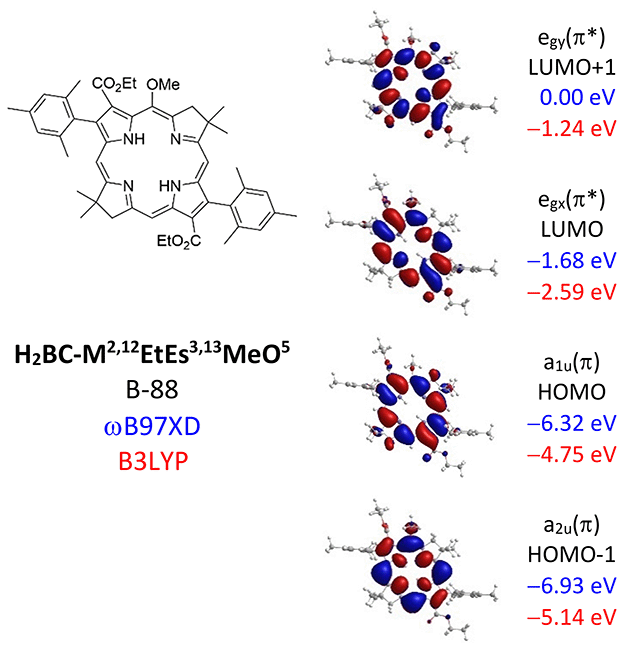 CO₂Et
OMe
NH
N
N
HN
EtO₂C
H₂BC-M²,¹²EtEs³,¹³MeO⁵
B-88
ωB97XD
B3LYP
e_gy(π*)
LUMO+1
0.00 eV
−1.24 eV
e_gx(π*)
LUMO
−1.68 eV
−2.59 eV
a₁ᵤ(π)
HOMO
−6.32 eV
−4.75 eV
a₂ᵤ(π)
HOMO-1
−6.93 eV
−5.14 eV